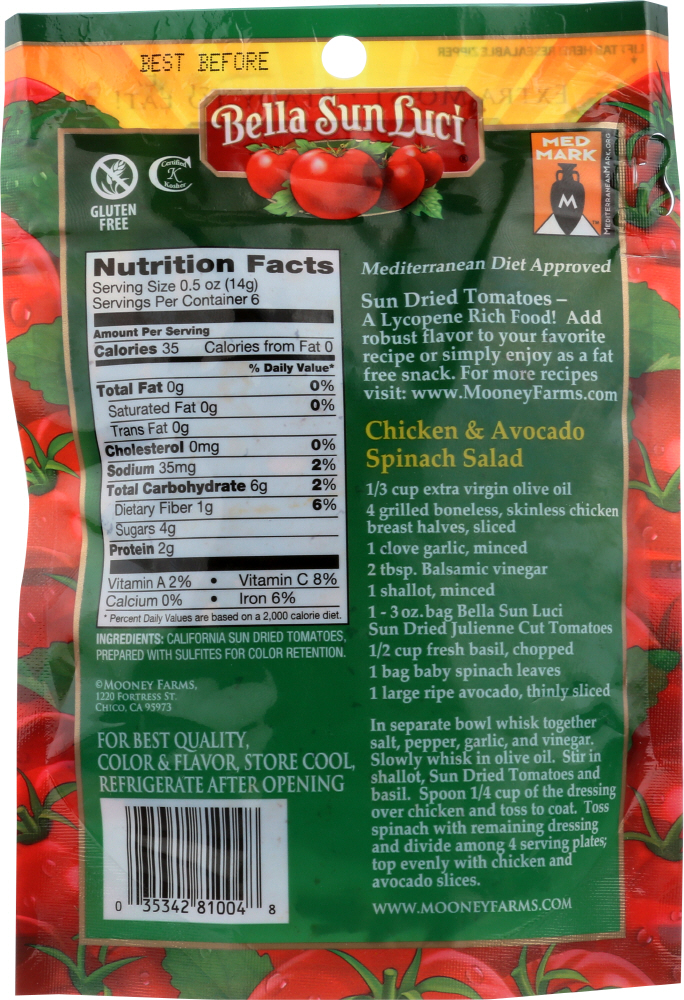 BEST BEFORE
LIFT TAB HERE / RESEALABLE ZIPPER
Bella Sun Luci
GLUTEN
FREE
Certified
K
Kosher
MED
MARK
M
MEDITERRANEANMARK.ORG
Nutrition Facts
Serving Size 0.5 oz (14g)
Servings Per Container 6
Amount Per Serving
Calories 35 Calories from Fat 0
% Daily Value*
Total Fat 0g 0%
Saturated Fat 0g 0%
Trans Fat 0g
Cholesterol 0mg 0%
Sodium 35mg 2%
Total Carbohydrate 6g 2%
Dietary Fiber 1g 6%
Sugars 4g
Protein 2g
Vitamin A 2% • Vitamin C 8%
Calcium 0% • Iron 6%
* Percent Daily Values are based on a 2,000 calorie diet.
INGREDIENTS: CALIFORNIA SUN DRIED TOMATOES,
PREPARED WITH SULFITES FOR COLOR RETENTION.
©MOONEY FARMS,
1220 FORTRESS ST.
CHICO, CA 95973
FOR BEST QUALITY,
COLOR & FLAVOR, STORE COOL,
REFRIGERATE AFTER OPENING
0 35342 81004 8
Mediterranean Diet Approved
Sun Dried Tomatoes –
A Lycopene Rich Food! Add
robust flavor to your favorite
recipe or simply enjoy as a fat
free snack. For more recipes
visit: www.MooneyFarms.com
Chicken & Avocado
Spinach Salad
1/3 cup extra virgin olive oil
4 grilled boneless, skinless chicken
breast halves, sliced
1 clove garlic, minced
2 tbsp. Balsamic vinegar
1 shallot, minced
1 - 3 oz. bag Bella Sun Luci
Sun Dried Julienne Cut Tomatoes
1/2 cup fresh basil, chopped
1 bag baby spinach leaves
1 large ripe avocado, thinly sliced
In separate bowl whisk together
salt, pepper, garlic, and vinegar.
Slowly whisk in olive oil. Stir in
shallot, Sun Dried Tomatoes and
basil. Spoon 1/4 cup of the dressing
over chicken and toss to coat. Toss
spinach with remaining dressing
and divide among 4 serving plates;
top evenly with chicken and
avocado slices.
WWW.MOONEYFARMS.COM